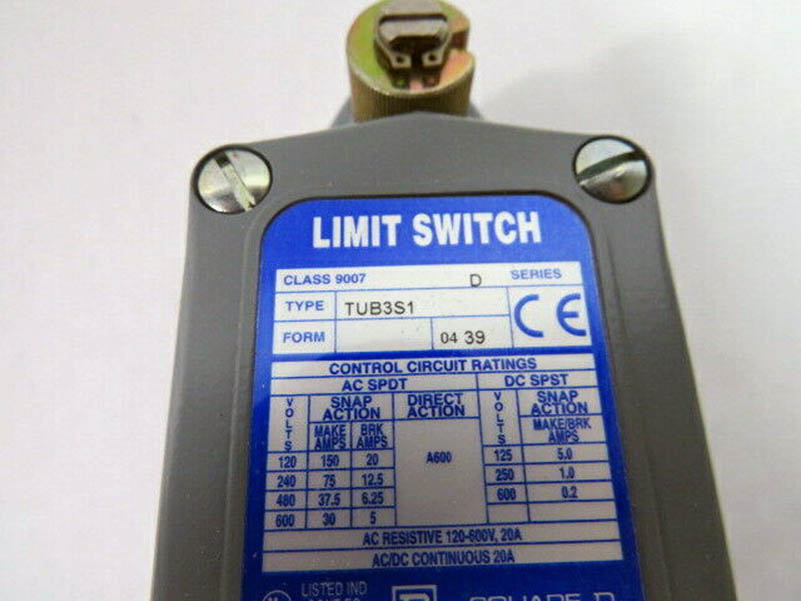 LIMIT SWITCH
CLASS 9007 D SERIES
TYPE TUB3S1 CE
FORM 04 39
CONTROL CIRCUIT RATINGS
AC SPDT DC SPST
VOLTS SNAP ACTION DIRECT ACTION VOLTS SNAP ACTION
MAKE AMPS BRK AMPS MAKE/BRK AMPS
120 150 20 A600 125 5.0
240 75 12.5 250 1.0
480 37.5 6.25 600 0.2
600 30 5
AC RESISTIVE 120-600V, 20A
AC/DC CONTINUOUS 20A
LISTED IND
SQUARE D